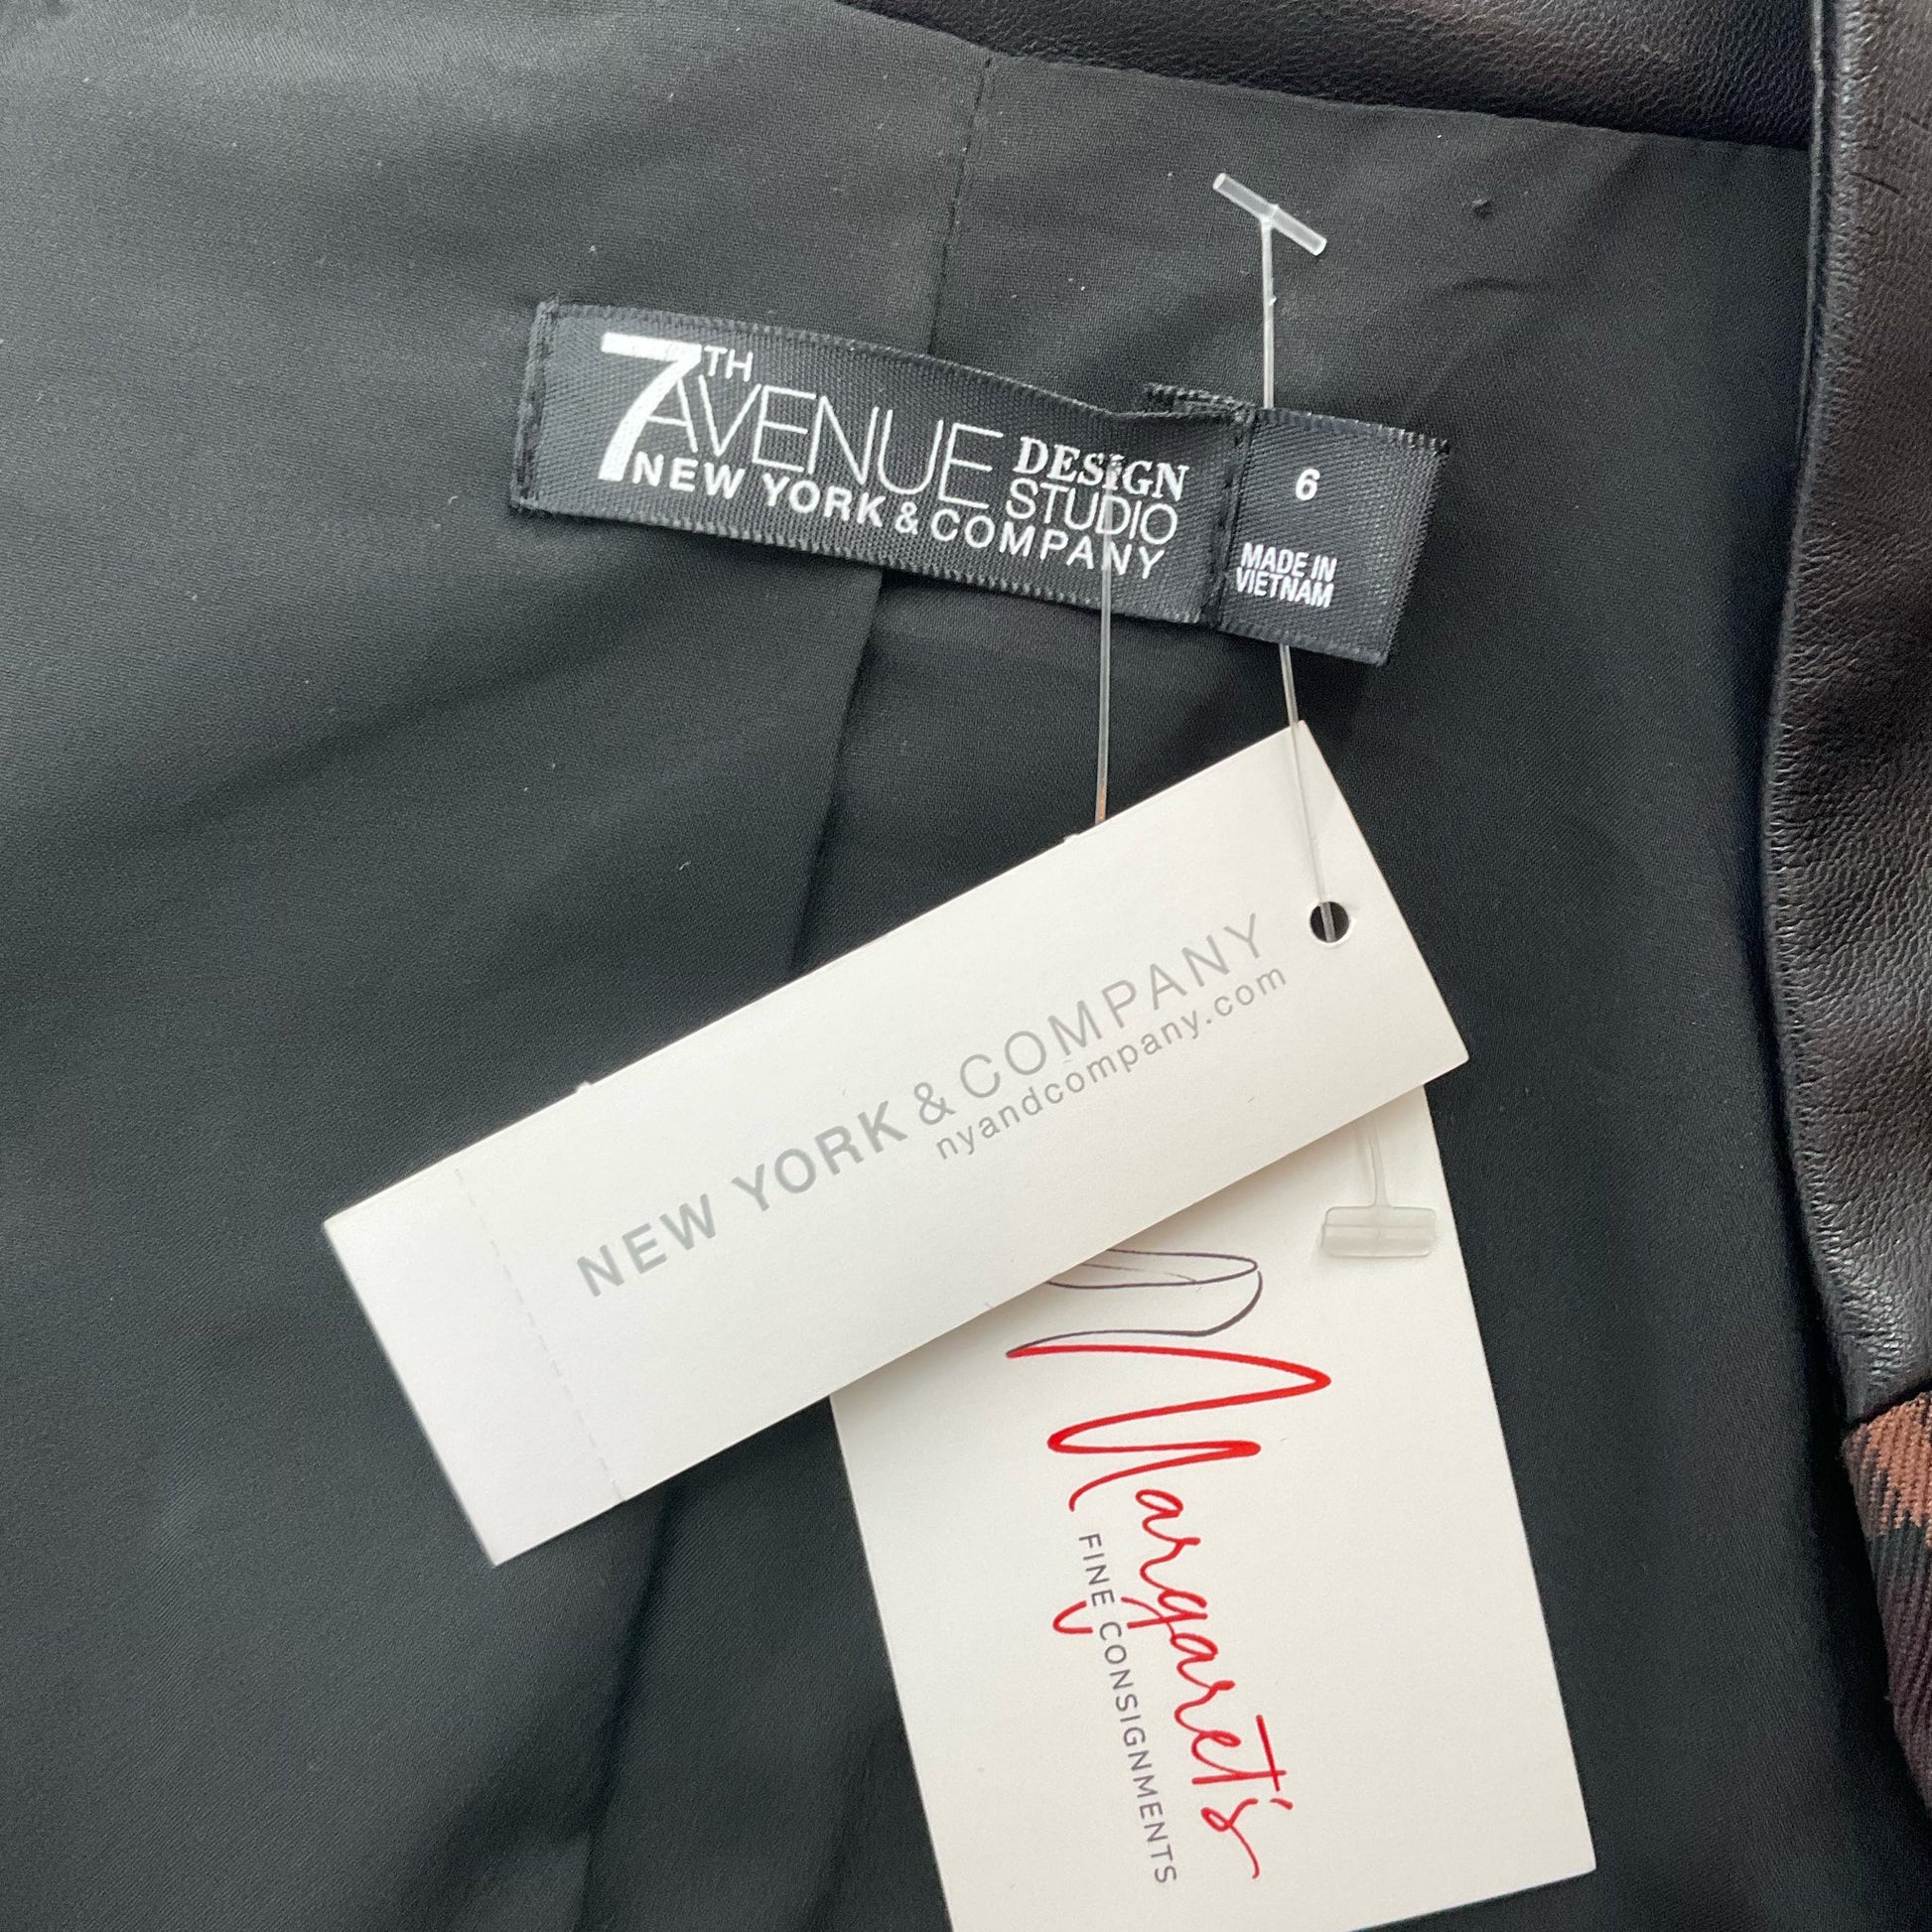 7TH
AVENUE DESIGN
STUDIO
NEW YORK & COMPANY
6
MADE IN
VIETNAM
NEW YORK & COMPANY
nyandcompany.com
Margaret's
FINE CONSIGNMENTS